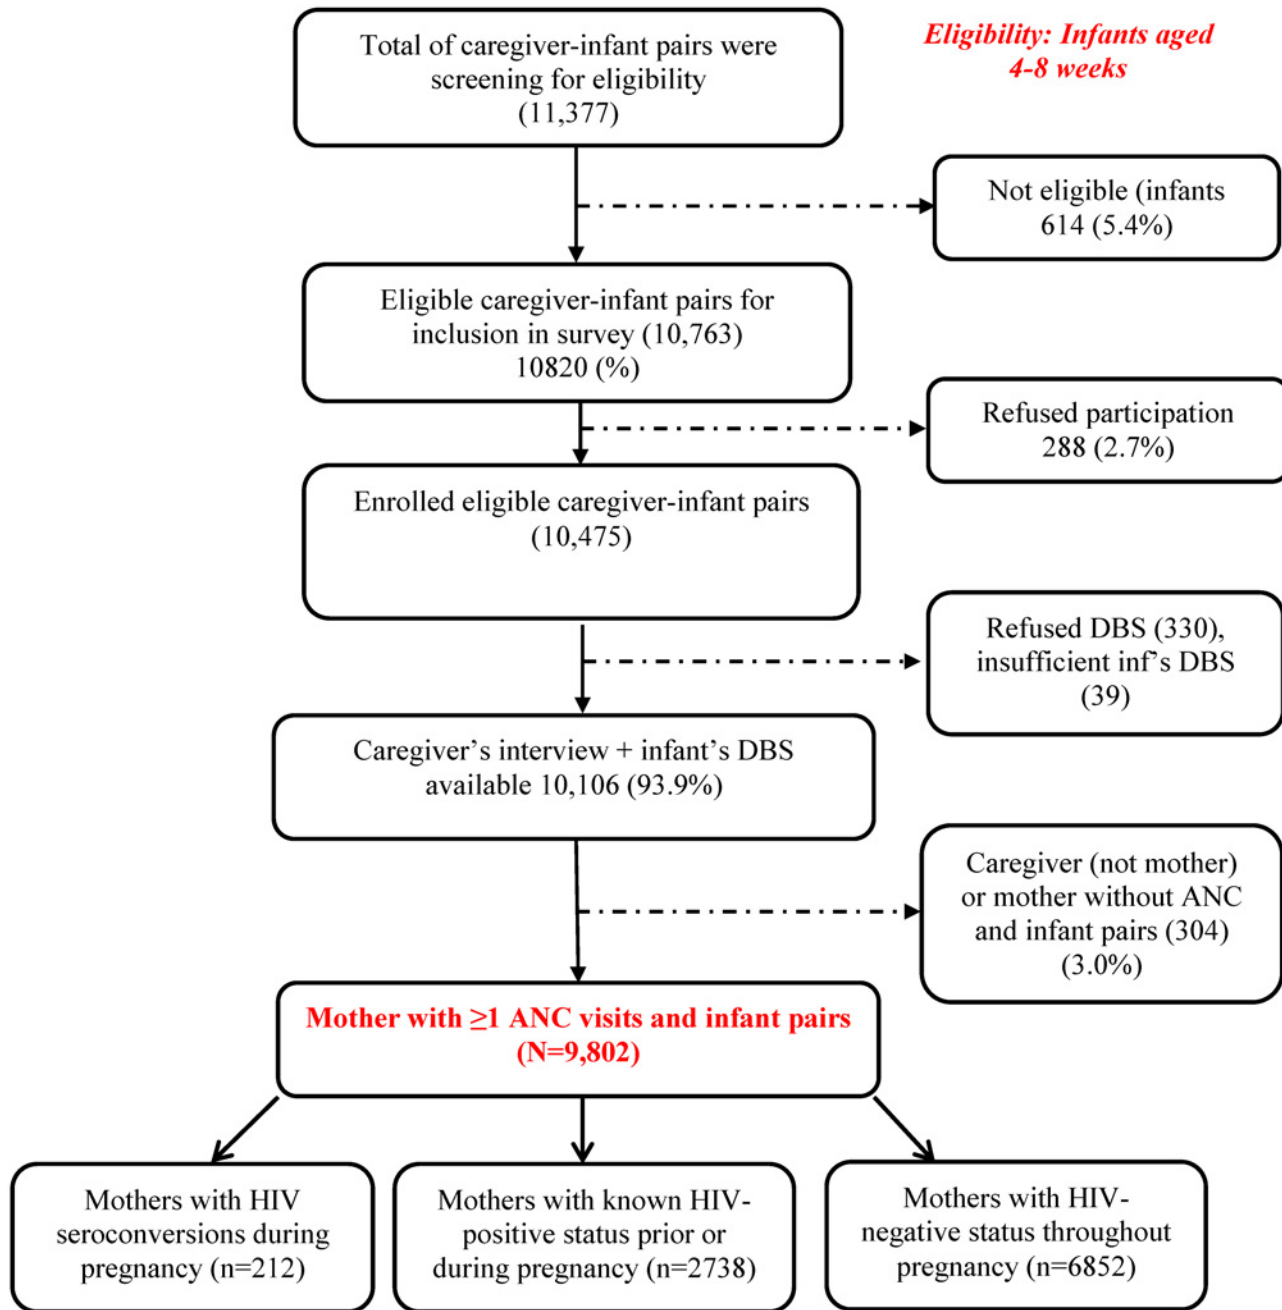 Total of caregiver-infant pairs were
screening for eligibility
(11,377)
Eligibility: Infants aged
4-8 weeks
Not eligible (infants
614 (5.4%)
Eligible caregiver-infant pairs for
inclusion in survey (10,763)
10820 (%)
Refused participation
288 (2.7%)
Enrolled eligible caregiver-infant pairs
(10,475)
Refused DBS (330),
insufficient inf’s DBS
(39)
Caregiver’s interview + infant’s DBS
available 10,106 (93.9%)
Caregiver (not mother)
or mother without ANC
and infant pairs (304)
(3.0%)
Mother with ≥1 ANC visits and infant pairs
(N=9,802)
Mothers with HIV
seroconversions during
pregnancy (n=212)
Mothers with known HIV-
positive status prior or
during pregnancy (n=2738)
Mothers with HIV-
negative status throughout
pregnancy (n=6852)